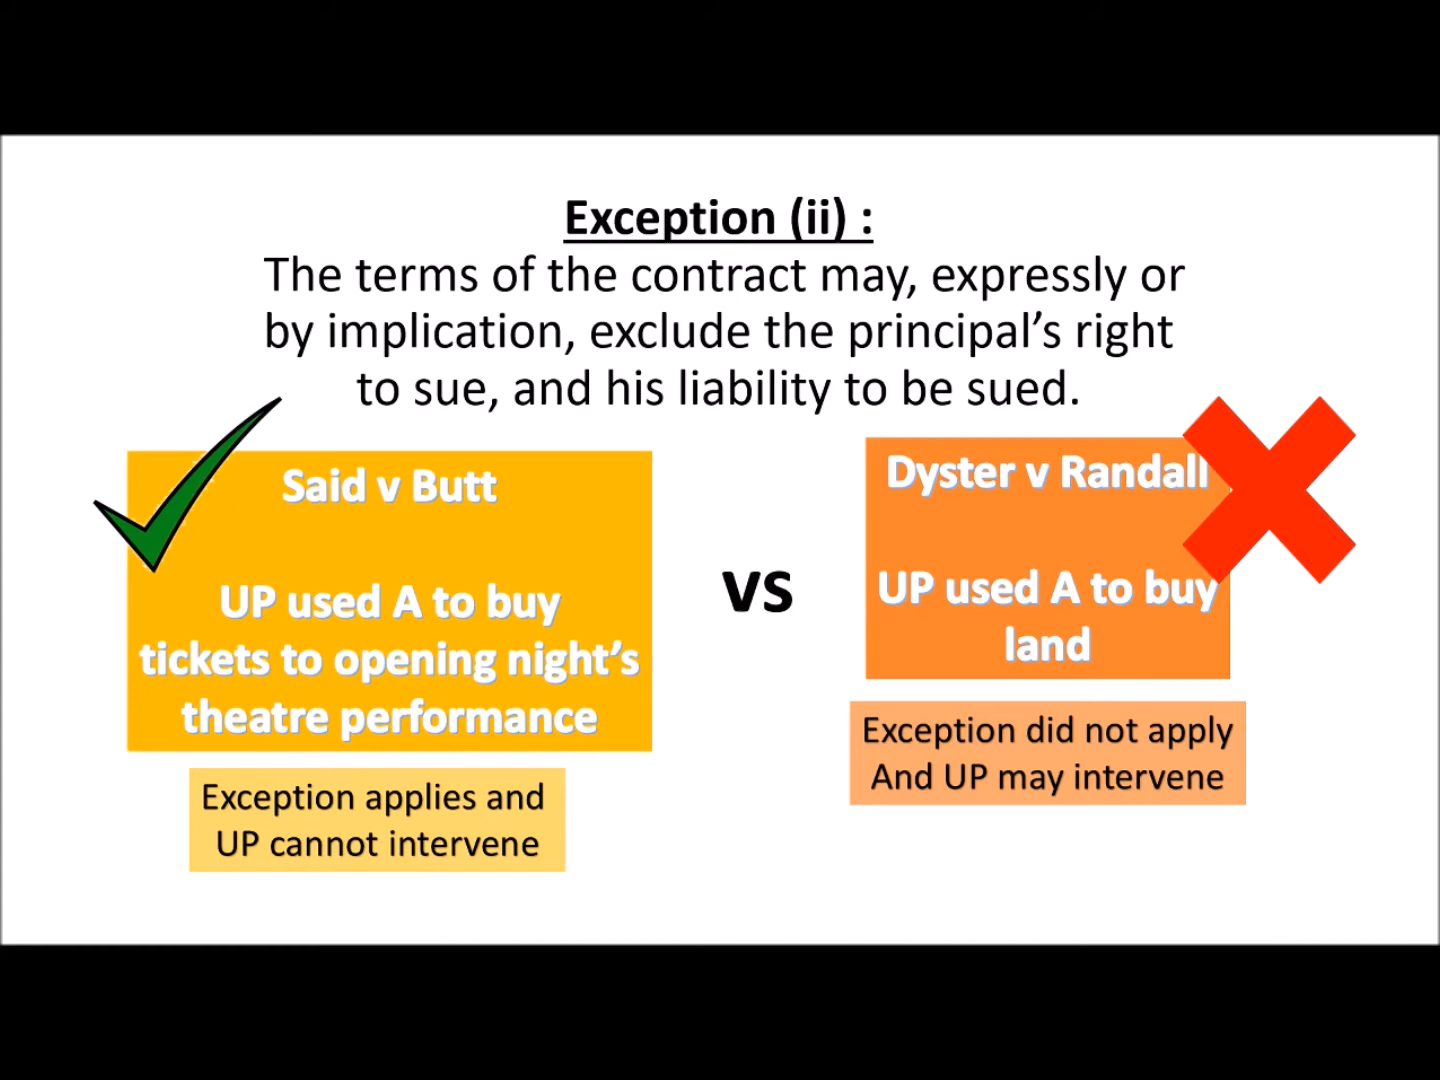 Exception (ii) :
The terms of the contract may, expressly or
by implication, exclude the principal’s right
to sue, and his liability to be sued.
Said v Butt
UP used A to buy
tickets to opening night’s
theatre performance
Exception applies and
UP cannot intervene
vs
Dyster v Randall
UP used A to buy
land
Exception did not apply
And UP may intervene